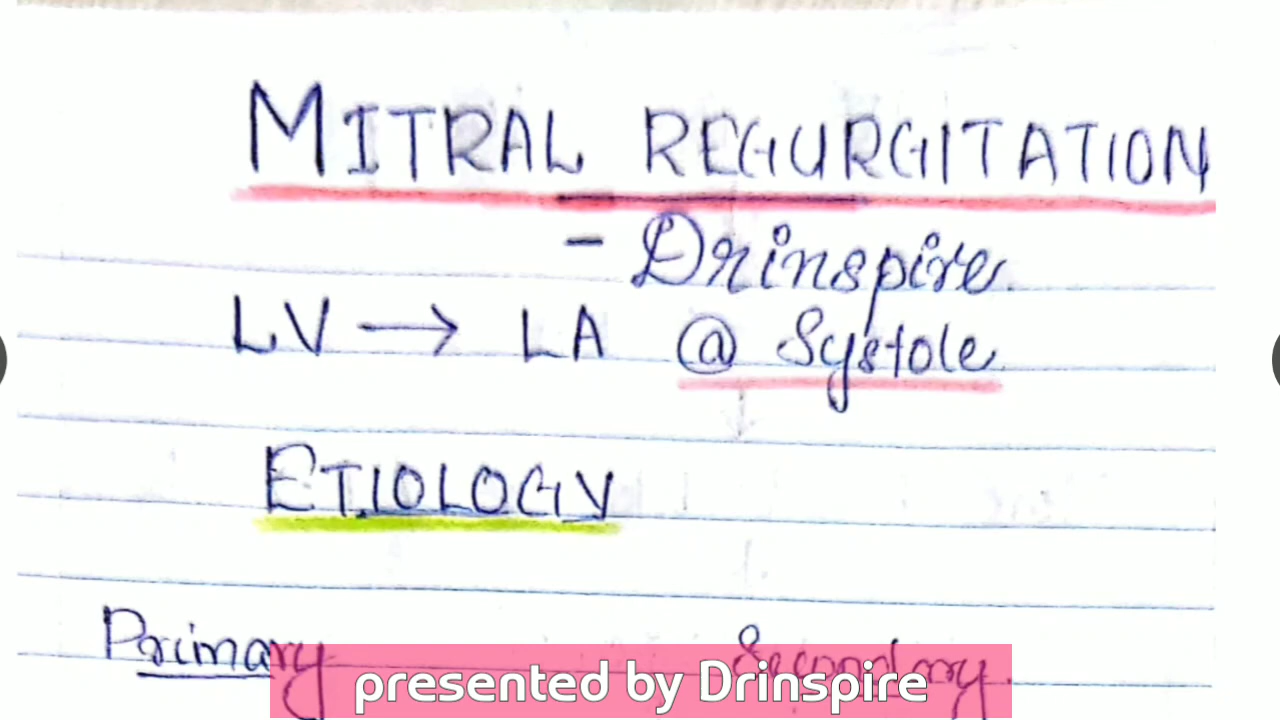 MITRAL REGURGITATION
- Drinspire
LV → LA @ Systole
ETIOLOGY
Primary Secondary
presented by Drinspire